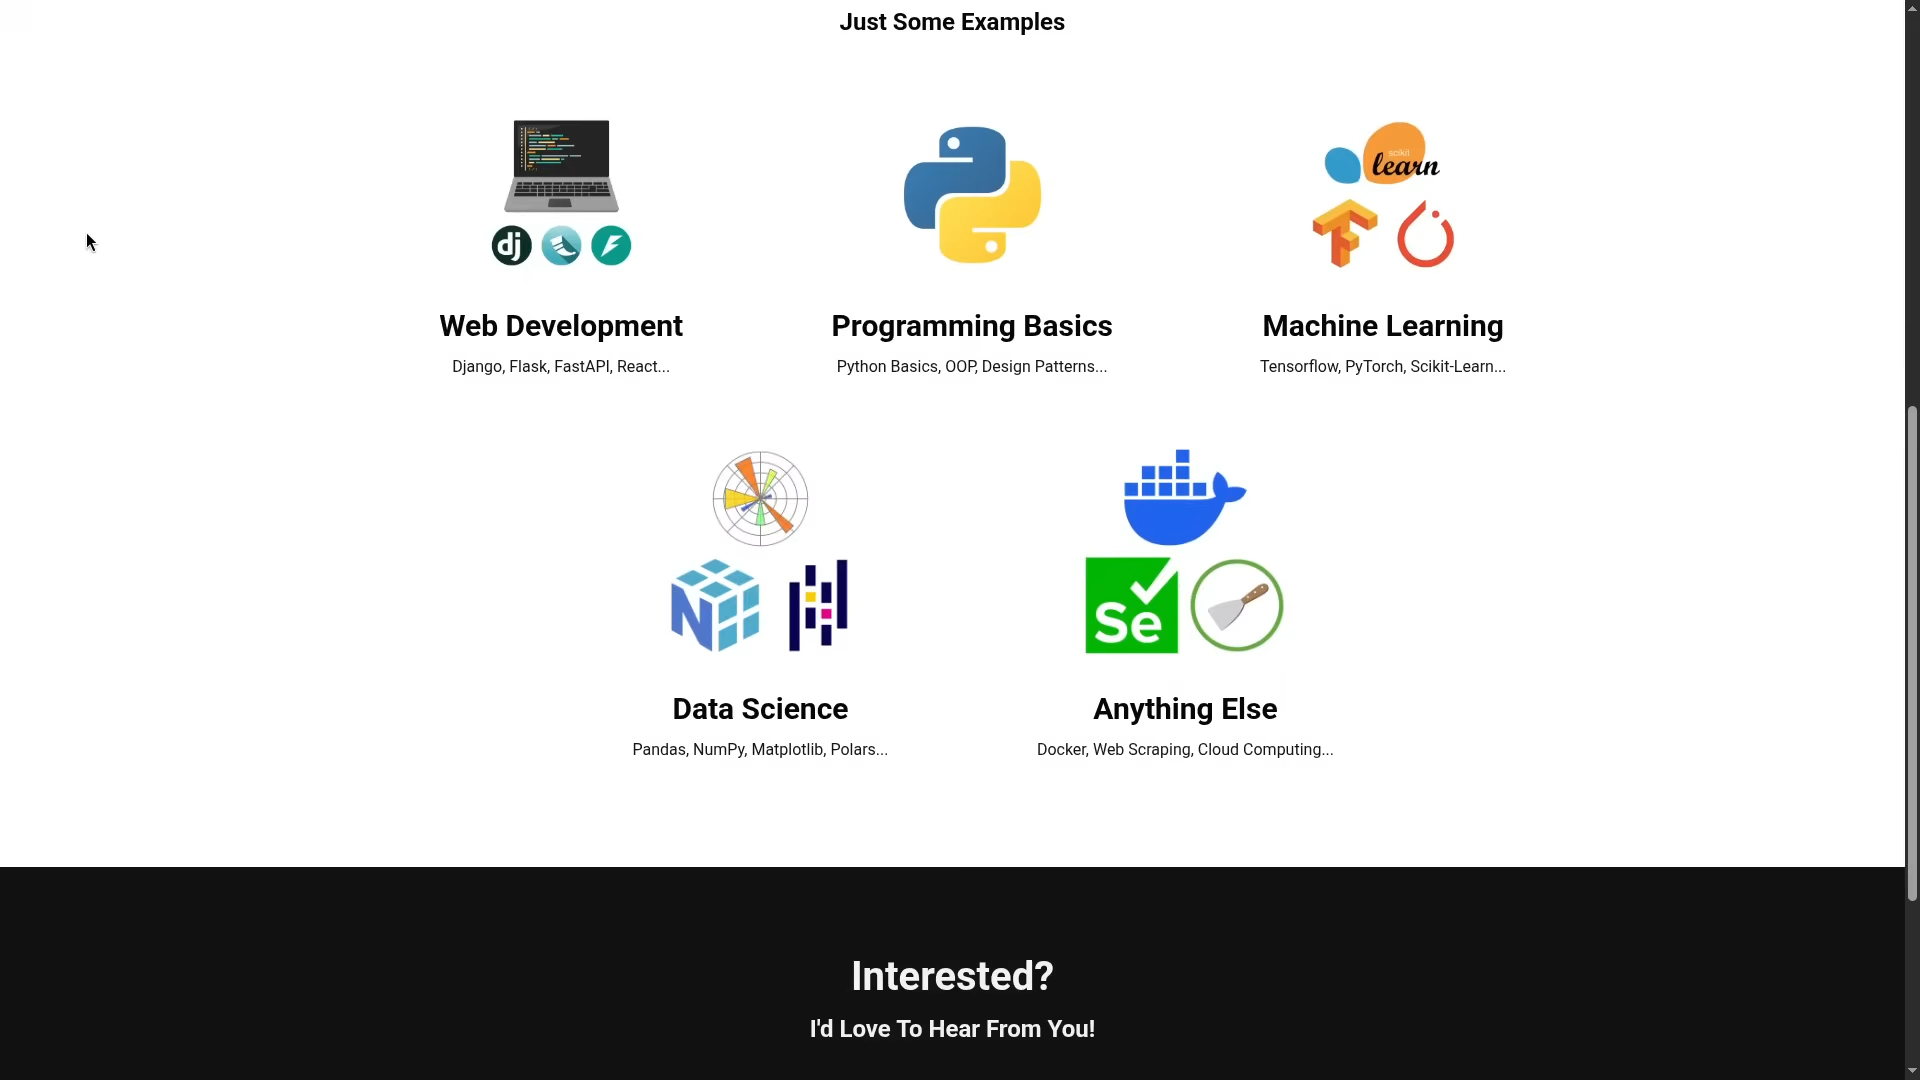 Just Some Examples
scikit
learn
dj
Web Development
Django, Flask, FastAPI, React...
Programming Basics
Python Basics, OOP, Design Patterns...
Machine Learning
Tensorflow, PyTorch, Scikit-Learn...
N
Se
Data Science
Pandas, NumPy, Matplotlib, Polars...
Anything Else
Docker, Web Scraping, Cloud Computing...
Interested?
I'd Love To Hear From You!